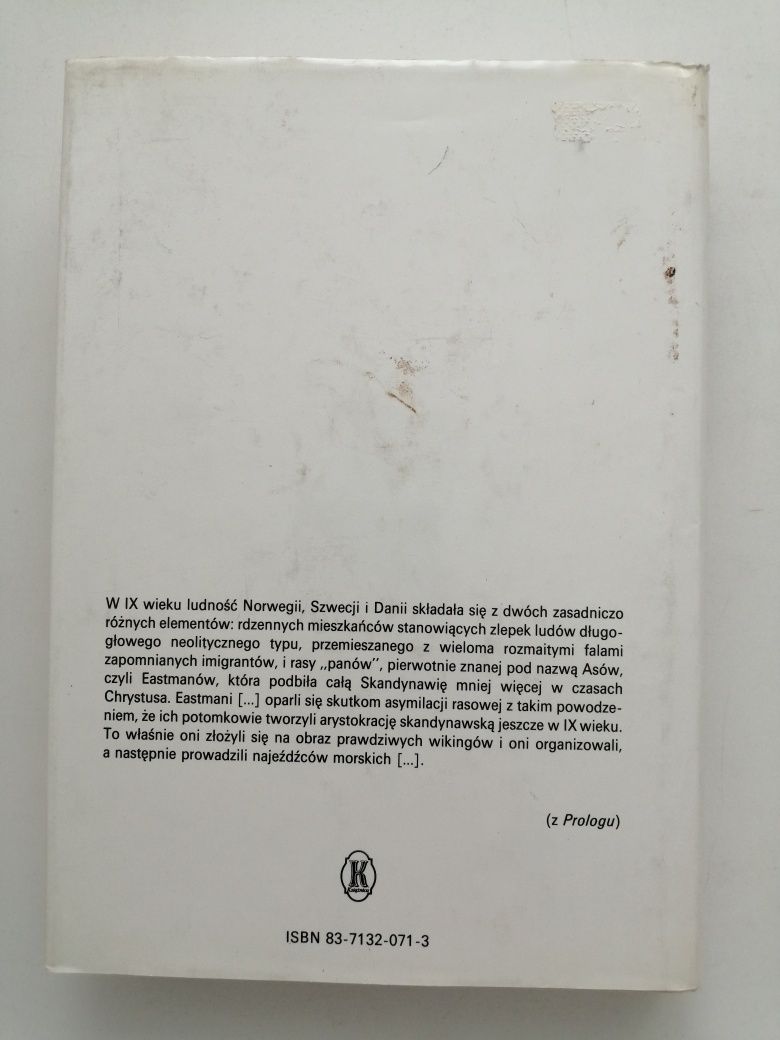 W IX wieku ludność Norwegii, Szwecji i Danii składała się z dwóch zasadniczo
różnych elementów: rdzennych mieszkańców stanowiących zlepek ludów długo-
głowego neolitycznego typu, przemieszanego z wieloma rozmaitymi falami
zapomnianych imigrantów, i rasy „panów”, pierwotnie znanej pod nazwą Asów,
czyli Eastmanów, która podbiła całą Skandynawię mniej więcej w czasach
Chrystusa. Eastmani [...] oparli się skutkom asymilacji rasowej z takim powodze-
niem, że ich potomkowie tworzyli arystokrację skandynawską jeszcze w IX wieku.
To właśnie oni złożyli się na obraz prawdziwych wikingów i oni organizowali,
a następnie prowadzili najeźdźców morskich [...].
(z Prologu)
K
Książnica
ISBN 83-7132-071-3